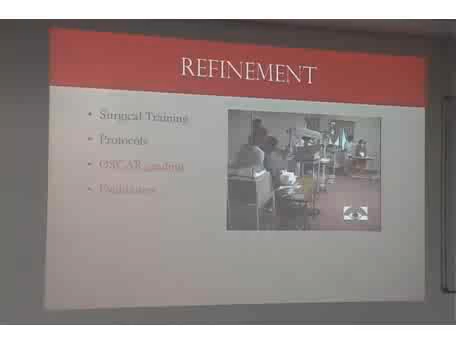 REFINEMENT
• Surgical Training
• Protocols
• OSCAR grading